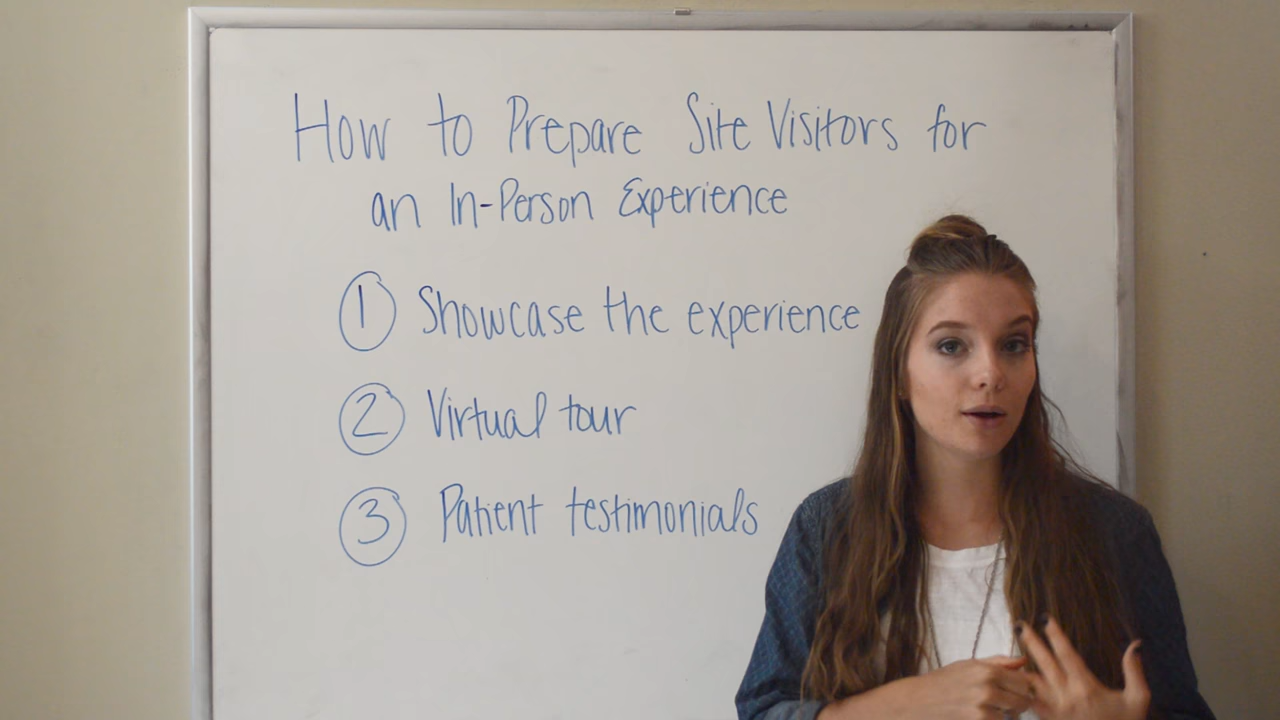 How to Prepare Site Visitors for
an In-Person Experience
1 Showcase the experience
2 Virtual tour
3 Patient testimonials